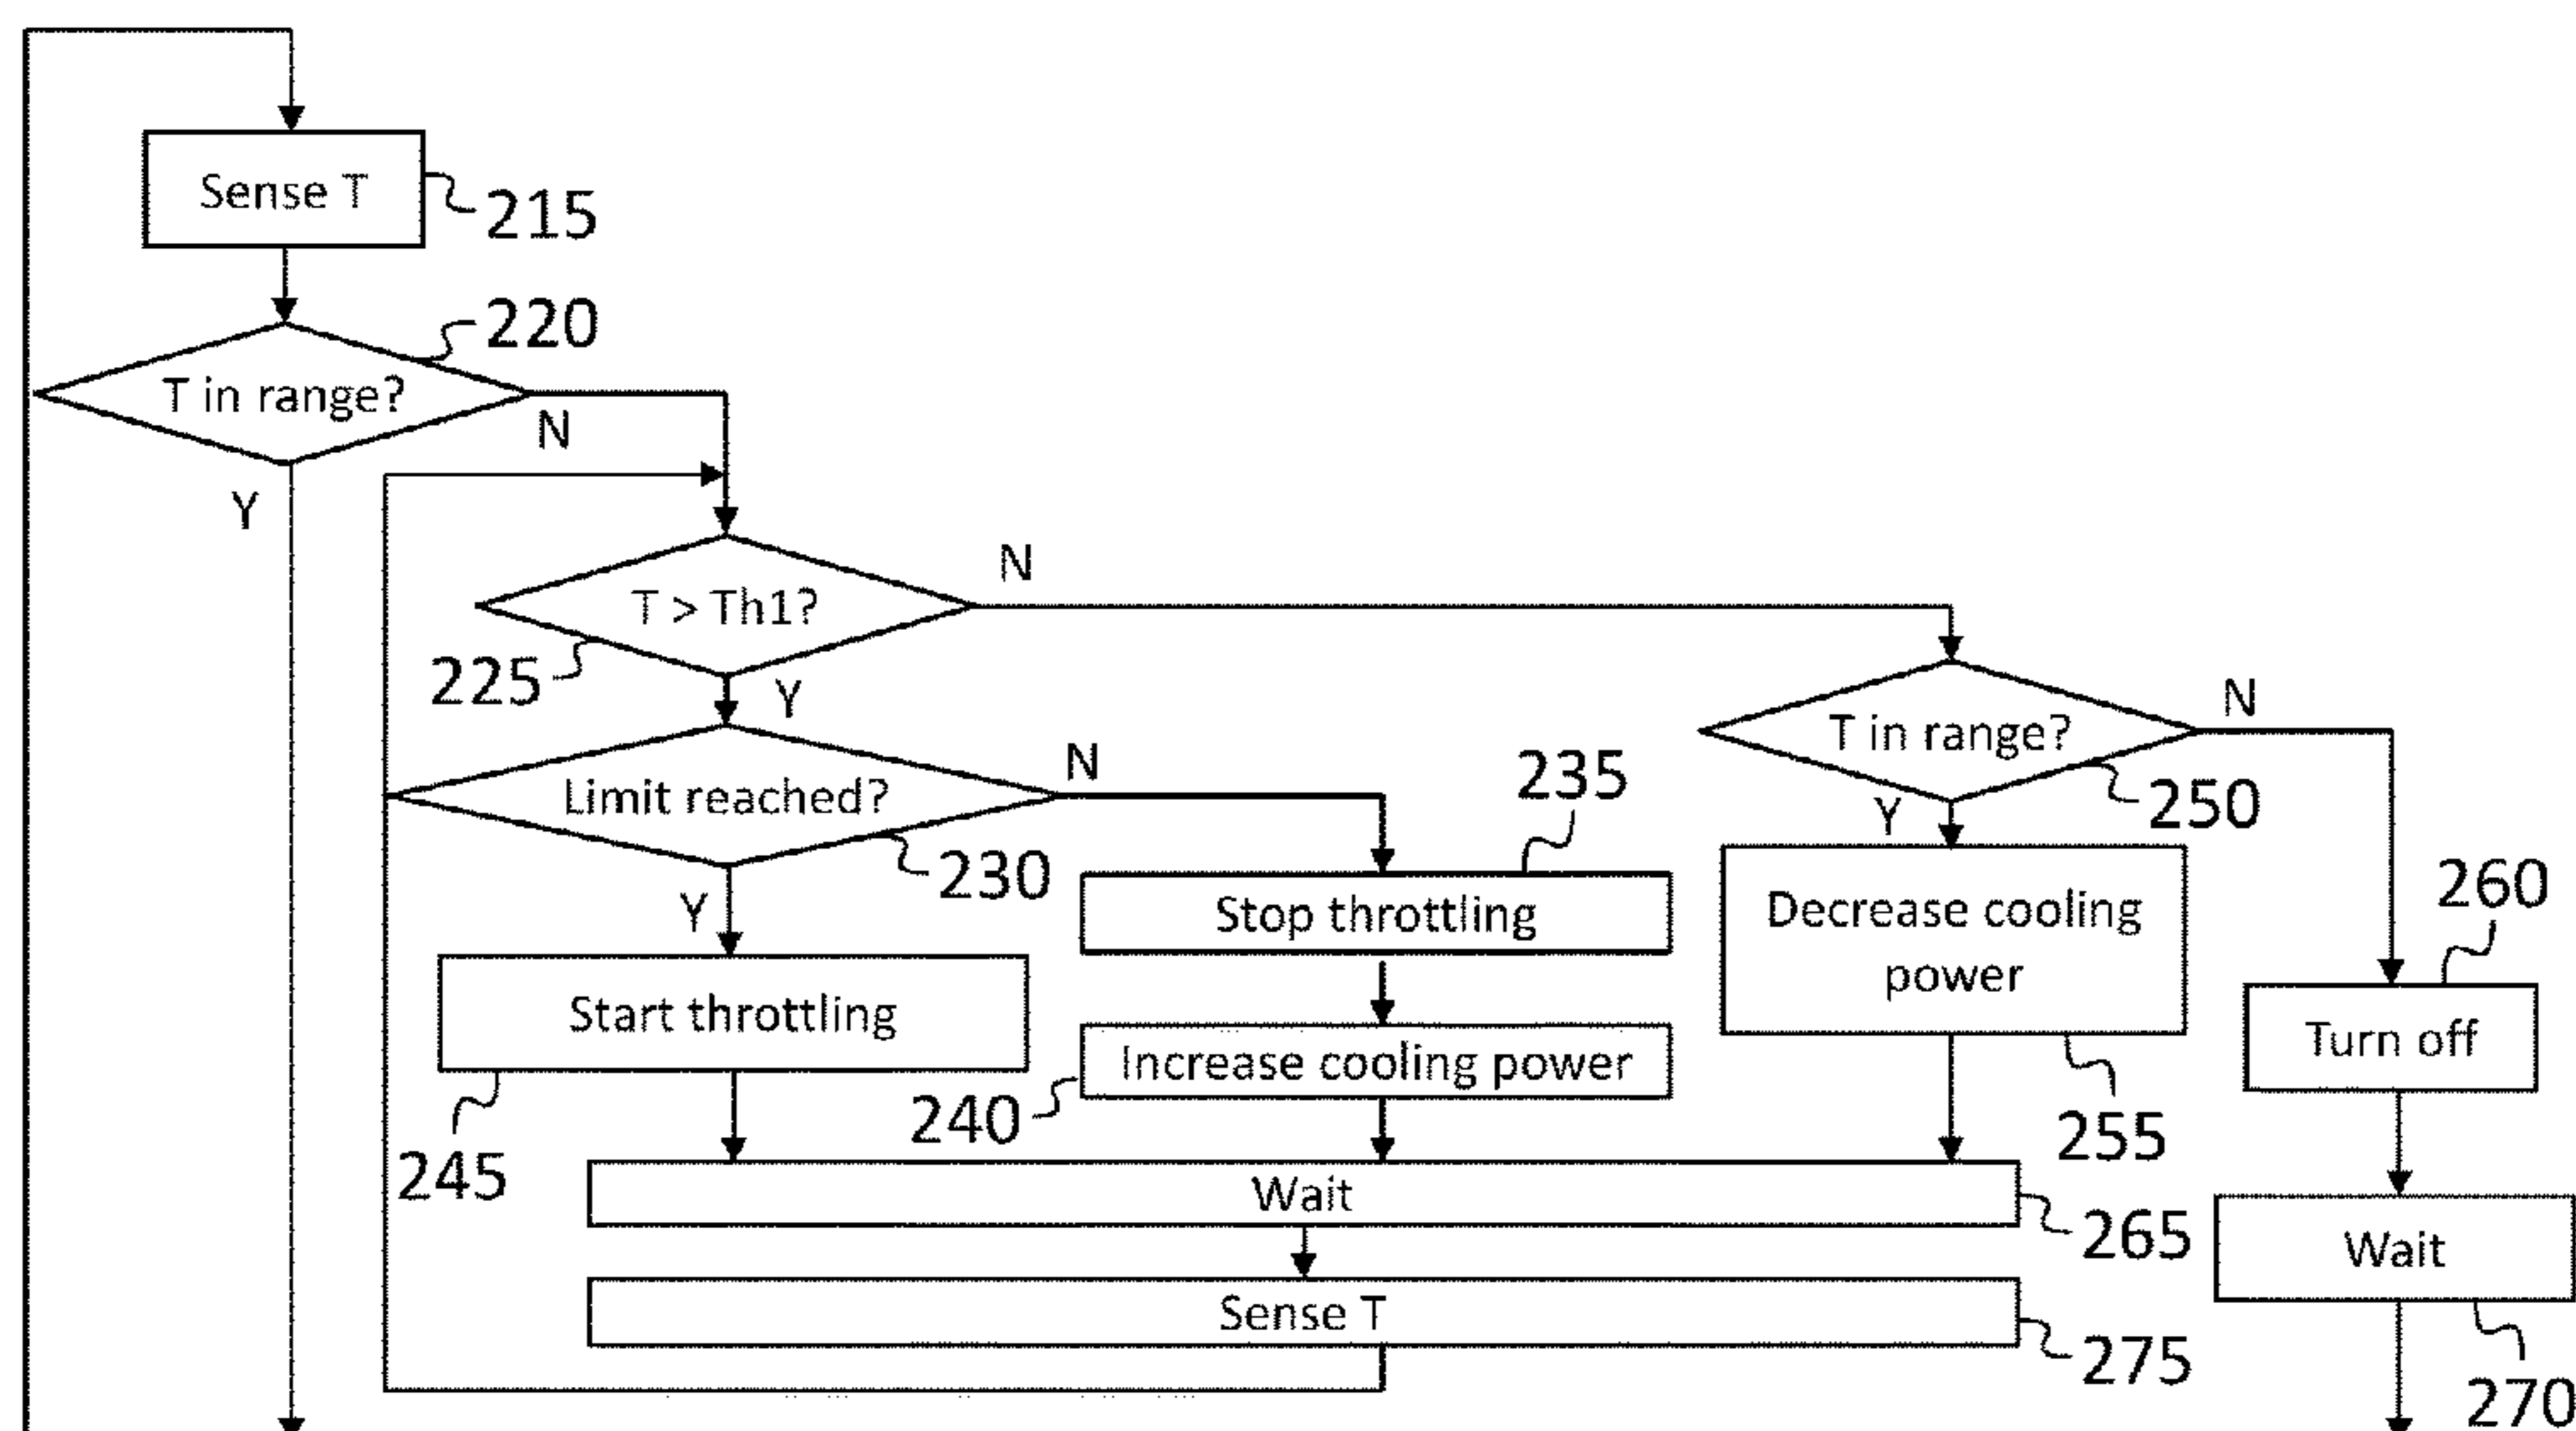 Sense T
215
220
T in range?
N
Y
T > Th1?
N
225
Y
T in range?
N
250
Y
Limit reached?
N
230
Y
235
Stop throttling
Decrease cooling
power
255
260
Turn off
Start throttling
245
Increase cooling power
240
Wait
265
Wait
270
Sense T
275